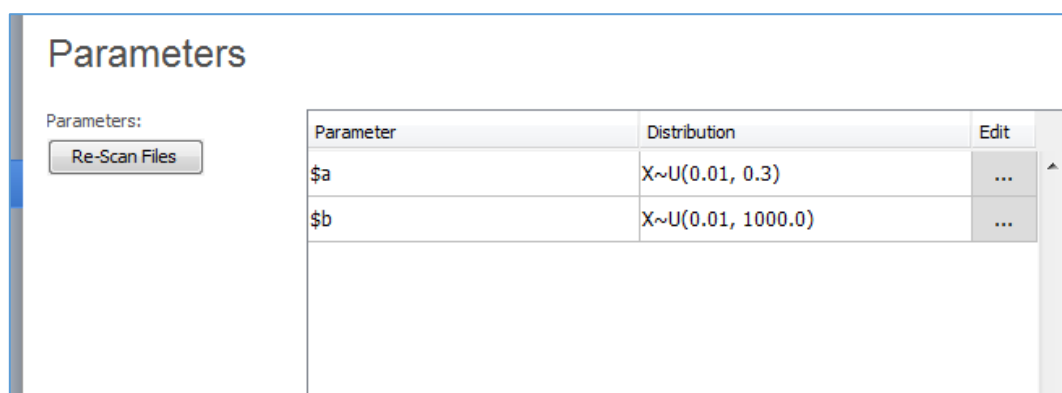 Parameters
Parameters:
Re-Scan Files
Parameter Distribution Edit
$a X~U(0.01, 0.3) ...
$b X~U(0.01, 1000.0) ...